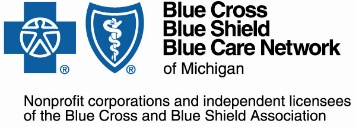 Blue Cross
Blue Shield
Blue Care Network
of Michigan
® ®
Nonprofit corporations and independent licensees
of the Blue Cross and Blue Shield Association